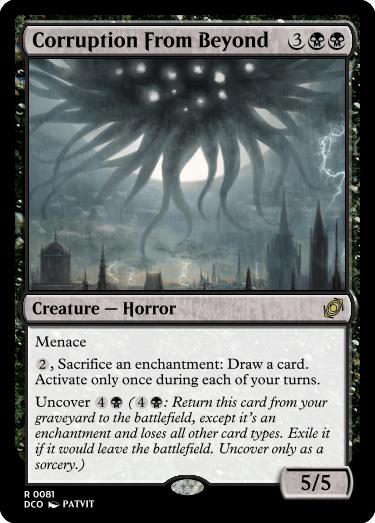 Corruption From Beyond 3
Creature — Horror
Menace
2, Sacrifice an enchantment: Draw a card.
Activate only once during each of your turns.
Uncover 4 ( 4 : Return this card from your
graveyard to the battlefield, except it's an
enchantment and loses all other card types. Exile it
if it would leave the battlefield. Uncover only as a
sorcery.)
5/5
R 0081
DCO PATVIT